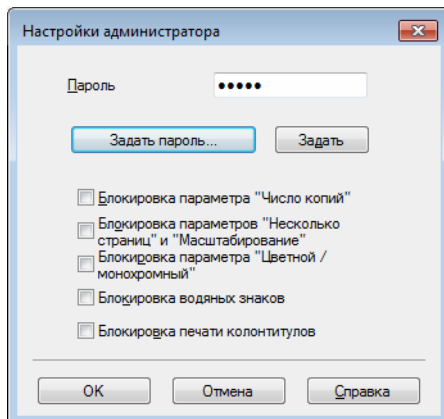 Настройки администратора
Пароль
•••••
Задать пароль... Задать
Блокировка параметра "Число копий"
Блокировка параметров "Несколько
страниц" и "Масштабирование"
Блокировка параметра "Цветной /
монохромный"
Блокировка водяных знаков
Блокировка печати колонтитулов
OK Отмена Справка